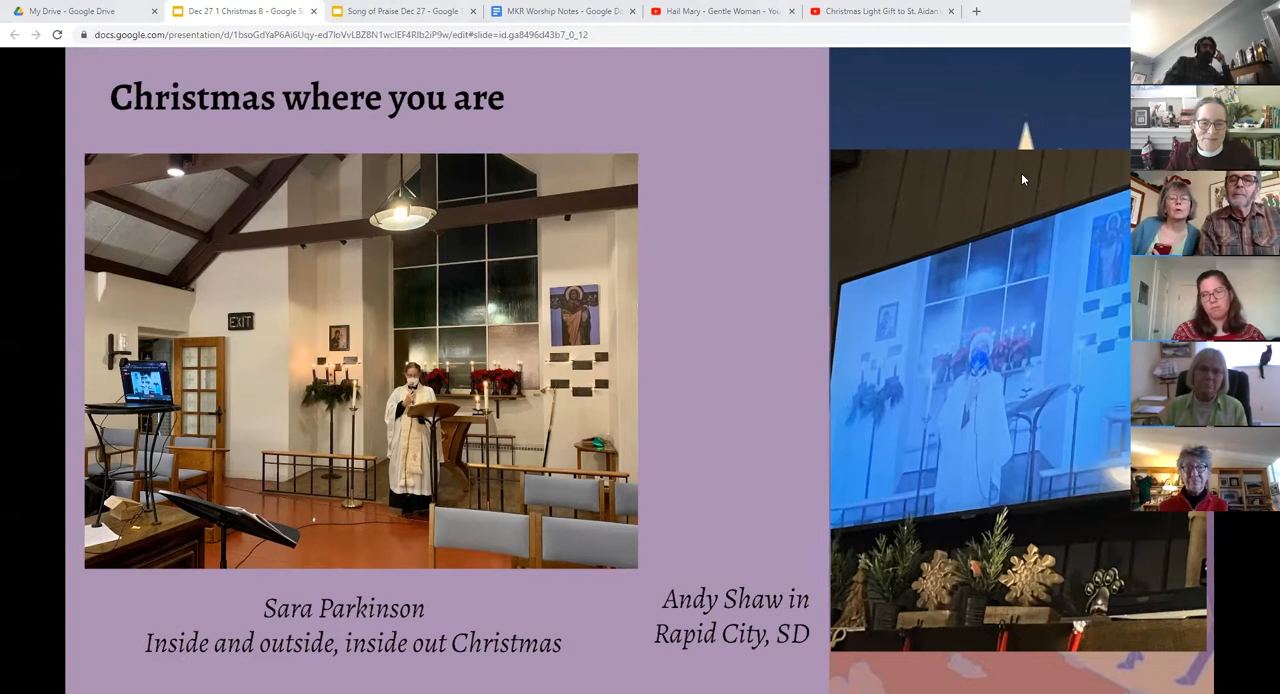 My Drive - Google Drive
Dec 27 1 Christmas B - Google S
Song of Praise Dec 27 - Google
MKR Worship Notes - Google Do
Hail Mary - Gentle Woman - You
Christmas Light Gift to St. Aidan'
docs.google.com/presentation/d/1bsoGdYaP6Ai6Uqy-ed7IoVvLBZ8N1wcIEF4RIb2iP9w/edit#slide=id.ga8496d43b7_0_12
Christmas where you are
EXIT
Sara Parkinson
Inside and outside, inside out Christmas
Andy Shaw in
Rapid City, SD